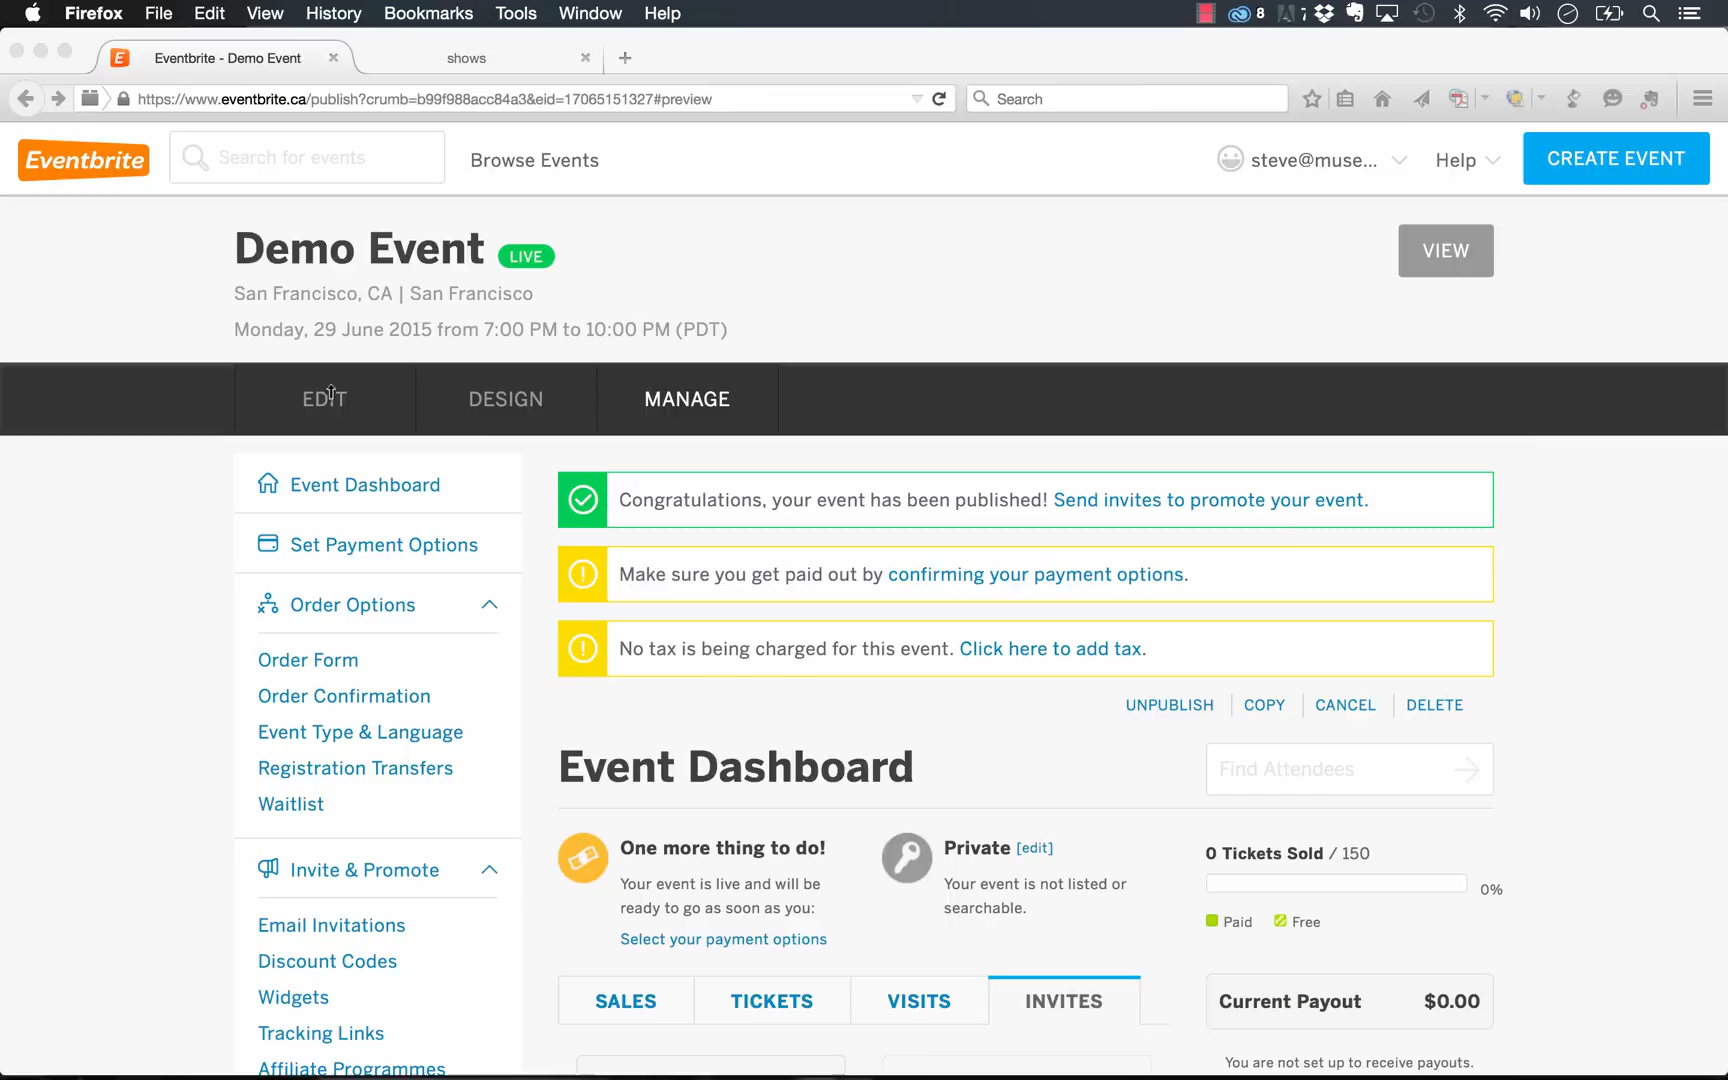 Firefox File Edit View History Bookmarks Tools Window Help 8 7
Eventbrite - Demo Event shows
https://www.eventbrite.ca/publish?crumb=b99f988acc84a3&eid=17065151327#preview Search
Eventbrite Search for events Browse Events steve@muse... Help CREATE EVENT
Demo Event LIVE VIEW
San Francisco, CA | San Francisco
Monday, 29 June 2015 from 7:00 PM to 10:00 PM (PDT)
EDIT DESIGN MANAGE
Event Dashboard
Set Payment Options
Order Options
Order Form
Order Confirmation
Event Type & Language
Registration Transfers
Waitlist
Invite & Promote
Email Invitations
Discount Codes
Widgets
Tracking Links
Affiliate Programmes
Congratulations, your event has been published! Send invites to promote your event.
Make sure you get paid out by confirming your payment options.
No tax is being charged for this event. Click here to add tax.
UNPUBLISH COPY CANCEL DELETE
Event Dashboard Find Attendees
One more thing to do!
Your event is live and will be
ready to go as soon as you:
Select your payment options
Private [edit]
Your event is not listed or
searchable.
0 Tickets Sold / 150
0%
Paid Free
SALES TICKETS VISITS INVITES
Current Payout $0.00
You are not set up to receive payouts.